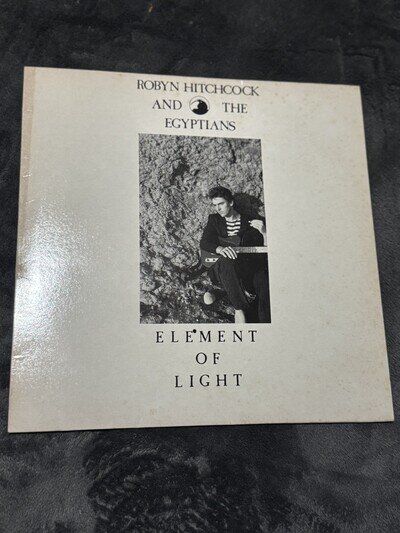 ROBYN HITCHCOCK
AND THE
EGYPTIANS
ELEMENT
OF
LIGHT